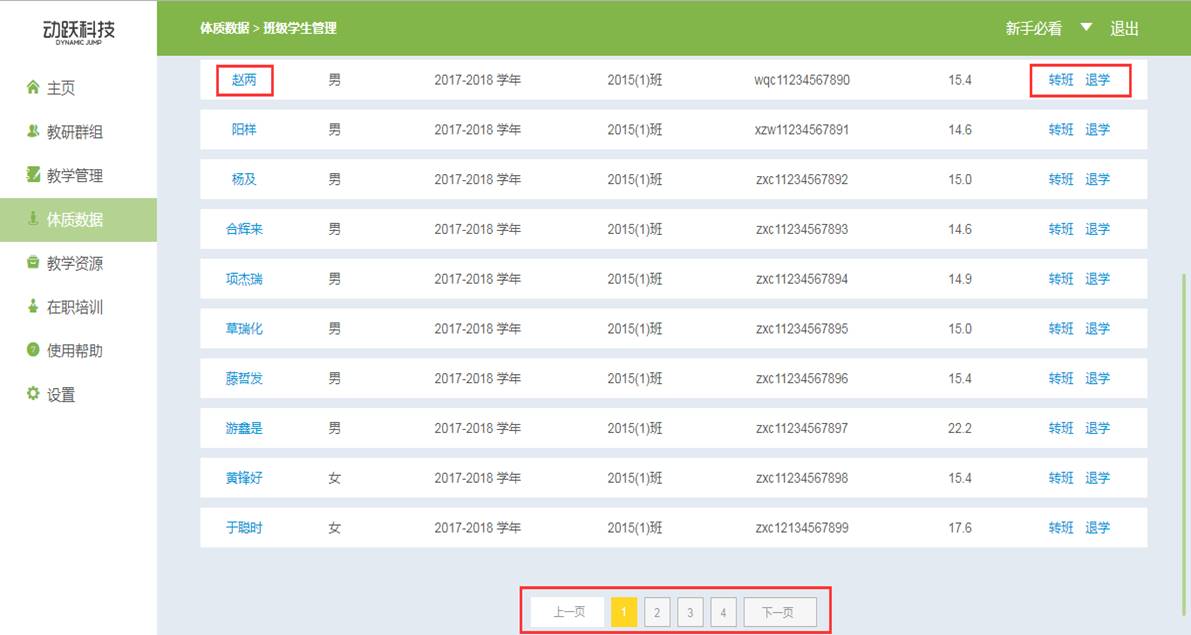 动跃科技
DYNAMIC JUMP
体质数据 > 班级学生管理
新手必看 退出
主页
教研群组
教学管理
体质数据
教学资源
在职培训
使用帮助
设置
赵两 男 2017-2018 学年 2015(1)班 wqc11234567890 15.4 转班 退学
阳样 男 2017-2018 学年 2015(1)班 xzw11234567891 14.6 转班 退学
杨及 男 2017-2018 学年 2015(1)班 zxc11234567892 15.0 转班 退学
合辉来 男 2017-2018 学年 2015(1)班 zxc11234567893 14.6 转班 退学
项杰瑞 男 2017-2018 学年 2015(1)班 zxc11234567894 14.9 转班 退学
草瑞化 男 2017-2018 学年 2015(1)班 zxc11234567895 15.0 转班 退学
藤哲发 男 2017-2018 学年 2015(1)班 zxc11234567896 15.4 转班 退学
游鑫是 男 2017-2018 学年 2015(1)班 zxc11234567897 22.2 转班 退学
黄锋好 女 2017-2018 学年 2015(1)班 zxc11234567898 15.4 转班 退学
于聪时 女 2017-2018 学年 2015(1)班 zxc12134567899 17.6 转班 退学
上一页 1 2 3 4 下一页